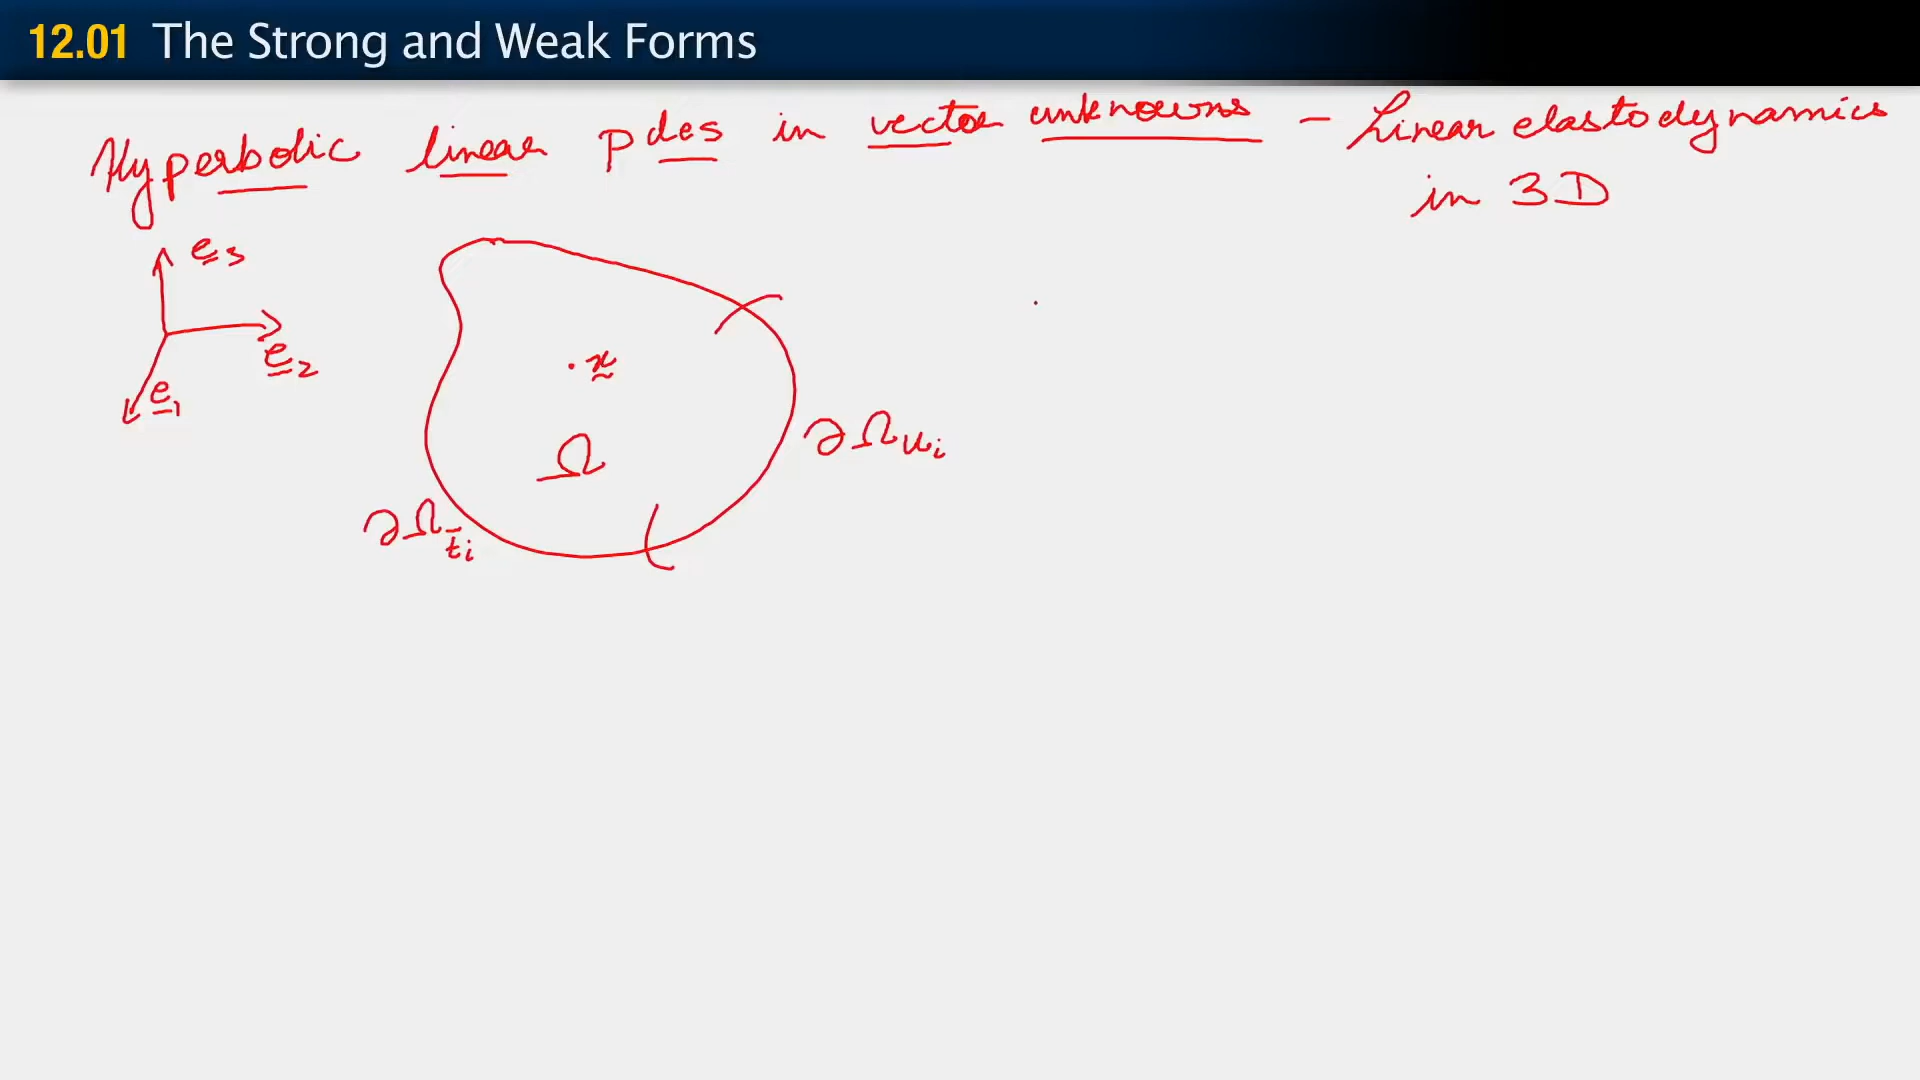 12.01 The Strong and Weak Forms
Hyperbolic linear pdes in vector unknowns - Linear elastodynamics
in 3D
e3
e2
e1
x
Ω
∂Ωui
∂Ωt̄i